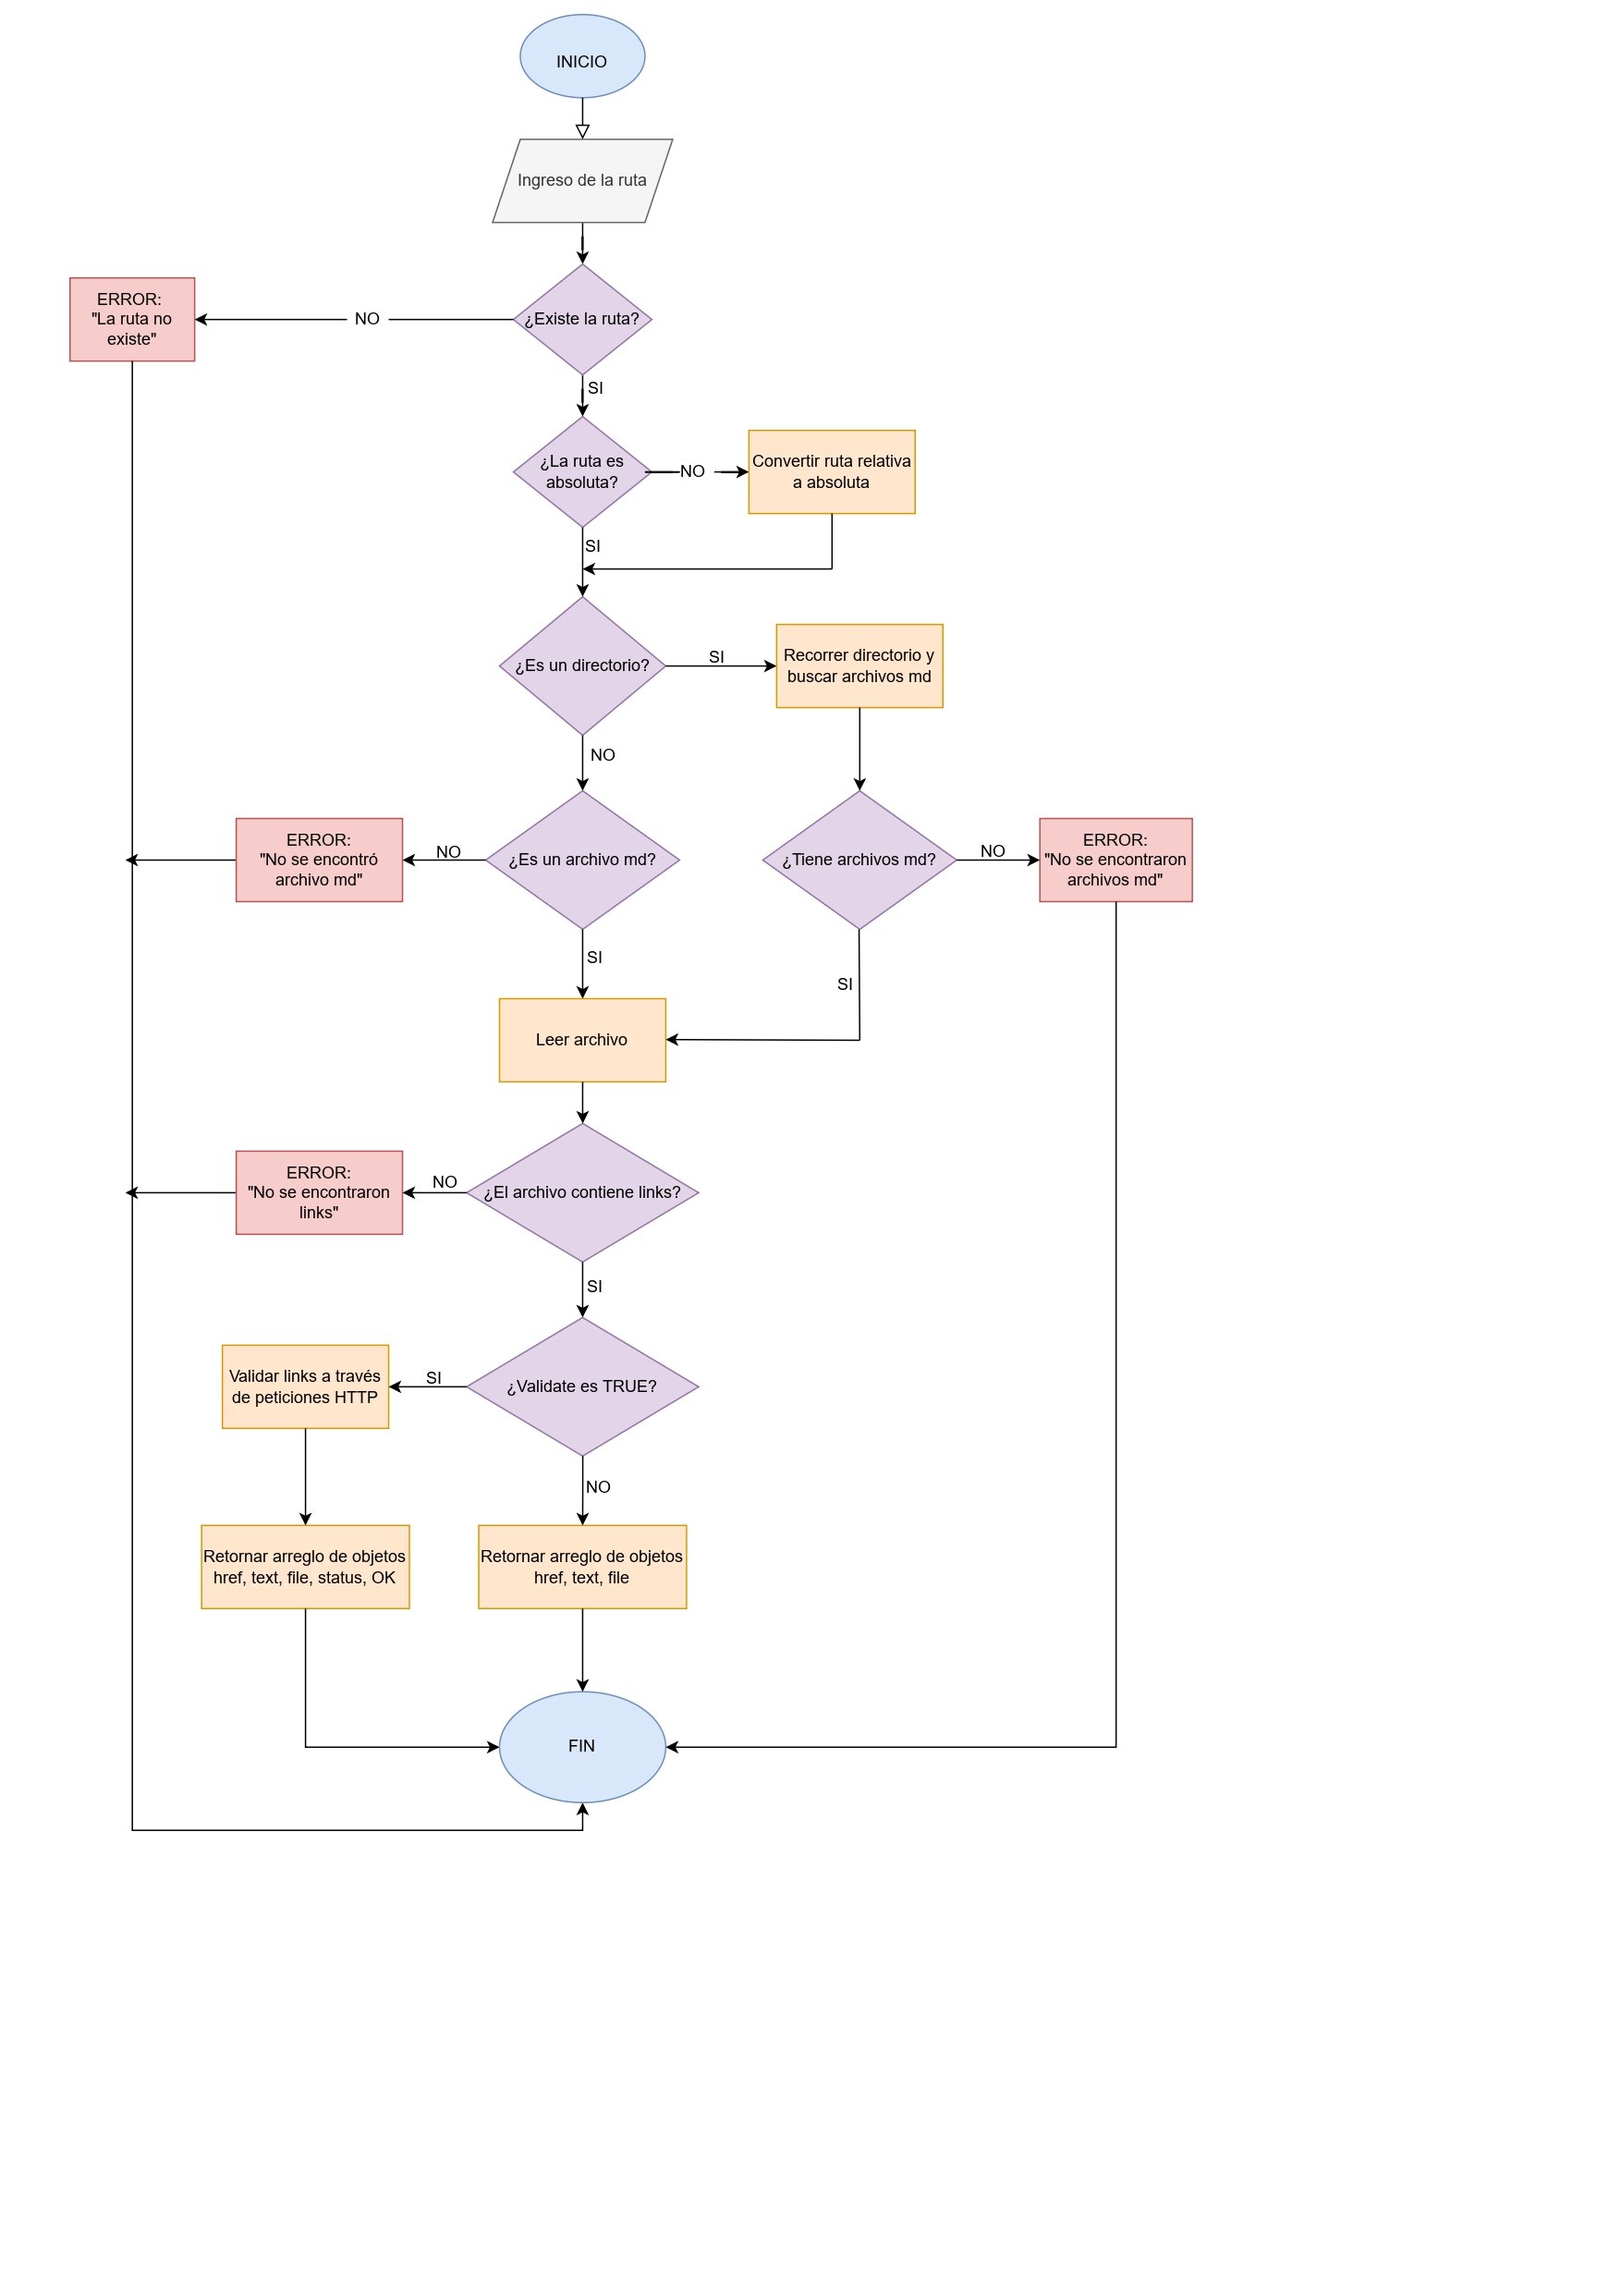 INICIO
Ingreso de la ruta
ERROR:
"La ruta no
existe"
NO
¿Existe la ruta?
SI
¿La ruta es
absoluta?
NO
Convertir ruta relativa
a absoluta
SI
¿Es un directorio?
SI
Recorrer directorio y
buscar archivos md
NO
ERROR:
"No se encontró
archivo md"
NO
¿Es un archivo md?
¿Tiene archivos md?
NO
ERROR:
"No se encontraron
archivos md"
SI
SI
Leer archivo
ERROR:
"No se encontraron
links"
NO
¿El archivo contiene links?
SI
Validar links a través
de peticiones HTTP
SI
¿Validate es TRUE?
NO
Retornar arreglo de objetos
href, text, file, status, OK
Retornar arreglo de objetos
href, text, file
FIN